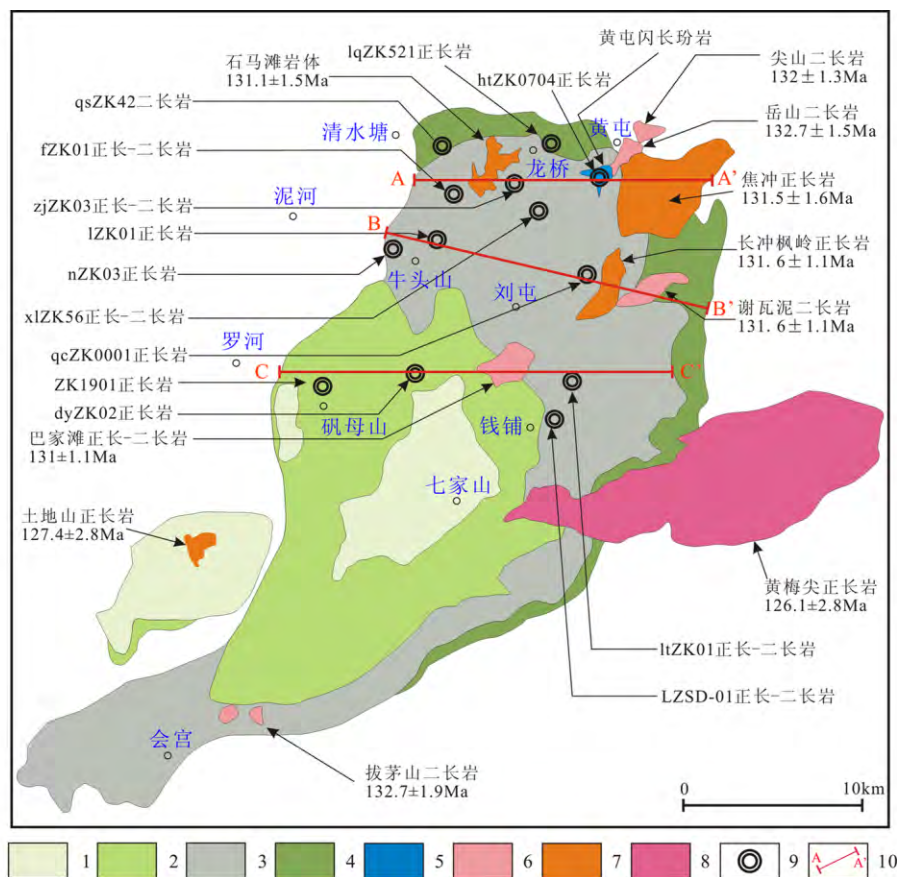 黄屯闪长玢岩
lqZK521正长岩
石马滩岩体
131.1±1.5Ma
htZK0704正长岩
尖山二长岩
132±1.3Ma
qsZK42二长岩
清水塘
黄屯
岳山二长岩
132.7±1.5Ma
fZK01正长-二长岩
龙桥
A
A'
焦冲正长岩
131.5±1.6Ma
zjZK03正长-二长岩
泥河
lZK01正长岩
B
长冲枫岭正长岩
131.6±1.1Ma
nZK03正长岩
牛头山
刘屯
B'
谢瓦泥二长岩
131.6±1.1Ma
xlZK56正长-二长岩
qcZK0001正长岩
罗河
C
C'
ZK1901正长岩
dyZK02正长岩
矾母山
钱铺
巴家滩正长-二长岩
131±1.1Ma
七家山
土地山正长岩
127.4±2.8Ma
黄梅尖正长岩
126.1±2.8Ma
ltZK01正长-二长岩
LZSD-01正长-二长岩
会宫
拔茅山二长岩
132.7±1.9Ma
0 10km
1 2 3 4 5 6 7 8 9 A A' 10